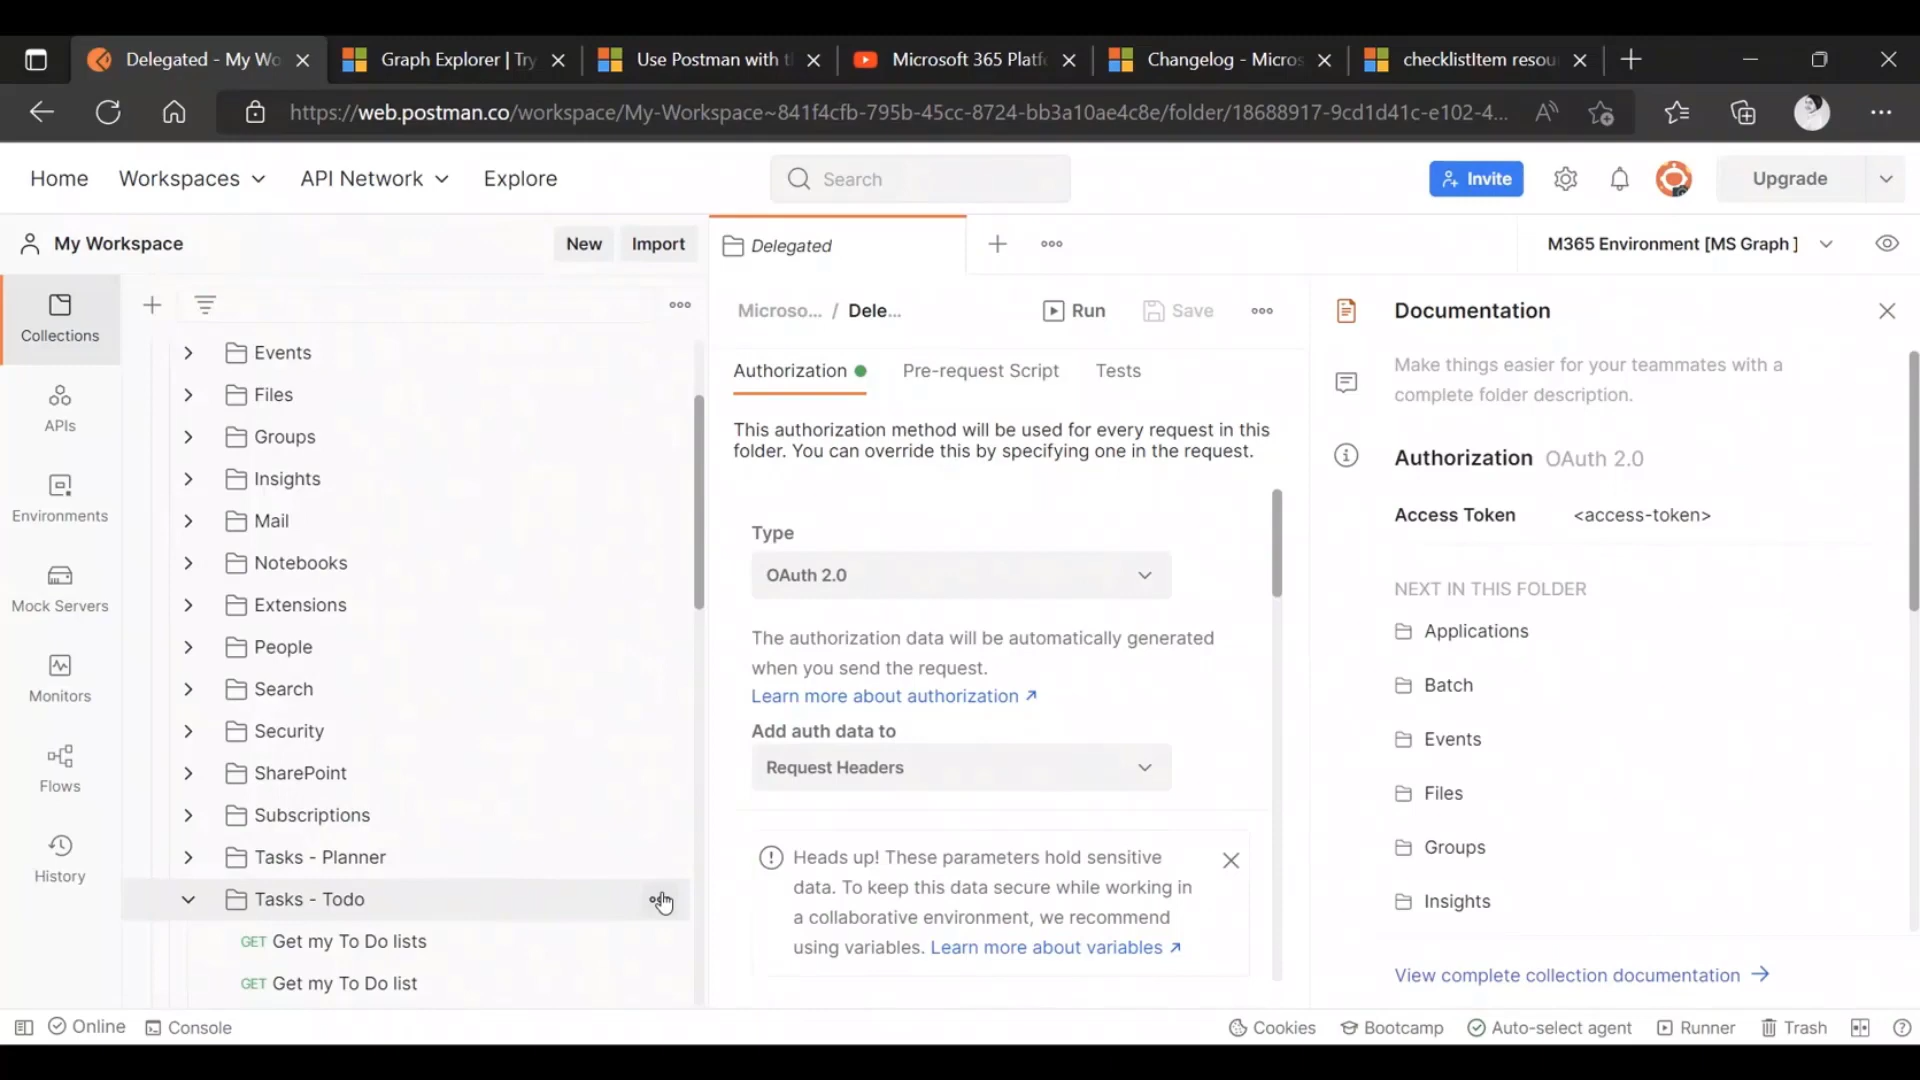 Delegated - My Wo
Graph Explorer | Try
Use Postman with t
Microsoft 365 Platf
Changelog - Micros
checklistItem resou
https://web.postman.co/workspace/My-Workspace~841f4cfb-795b-45cc-8724-bb3a10ae4c8e/folder/18688917-9cd1d41c-e102-4...
Home
Workspaces
API Network
Explore
Search
Invite
Upgrade
My Workspace
New
Import
Delegated
M365 Environment [MS Graph ]
Collections
APIs
Environments
Mock Servers
Monitors
Flows
History
Events
Files
Groups
Insights
Mail
Notebooks
Extensions
People
Search
Security
SharePoint
Subscriptions
Tasks - Planner
Tasks - Todo
GET Get my To Do lists
GET Get my To Do list
Microso... / Dele...
Run
Save
Authorization
Pre-request Script
Tests
This authorization method will be used for every request in this
folder. You can override this by specifying one in the request.
Type
OAuth 2.0
The authorization data will be automatically generated
when you send the request.
Learn more about authorization ↗
Add auth data to
Request Headers
Heads up! These parameters hold sensitive
data. To keep this data secure while working in
a collaborative environment, we recommend
using variables. Learn more about variables ↗
Documentation
Make things easier for your teammates with a
complete folder description.
Authorization OAuth 2.0
Access Token <access-token>
NEXT IN THIS FOLDER
Applications
Batch
Events
Files
Groups
Insights
View complete collection documentation →
Online
Console
Cookies
Bootcamp
Auto-select agent
Runner
Trash